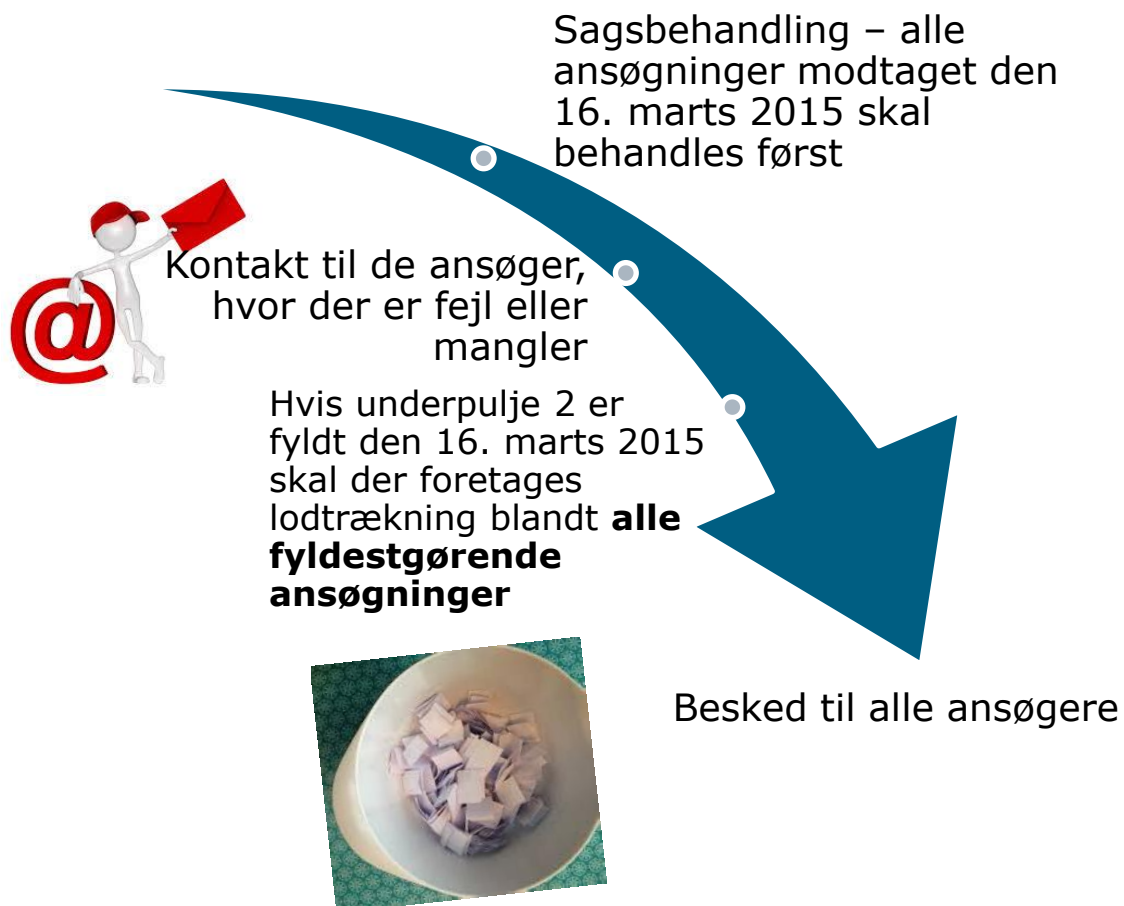 Sagsbehandling – alle
ansøgninger modtaget den
16. marts 2015 skal
behandles først
Kontakt til de ansøger,
hvor der er fejl eller
mangler
Hvis underpulje 2 er
fyldt den 16. marts 2015
skal der foretages
lodtrækning blandt alle
fyldestgørende
ansøgninger
Besked til alle ansøgere